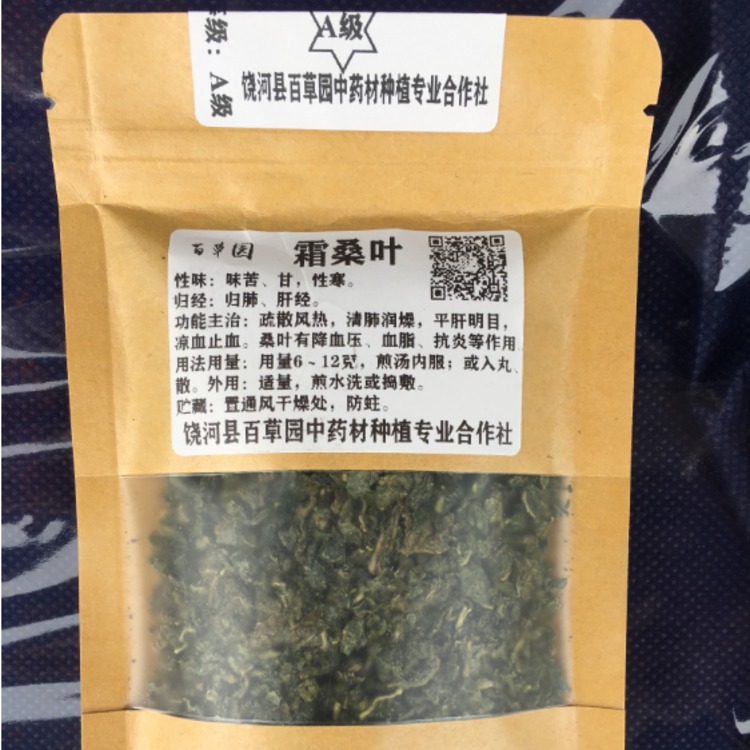 级：A级
A级
饶河县百草园中药材种植专业合作社
百草园 霜桑叶
性味：味苦、甘，性寒。
归经：归肺、肝经。
功能主治：疏散风热，清肺润燥，平肝明目，
凉血止血。桑叶有降血压、血脂、抗炎等作用
用法用量：用量6~12克，煎汤内服；或入丸、
散。外用：适量，煎水洗或捣敷。
贮藏：置通风干燥处，防蛀。
饶河县百草园中药材种植专业合作社